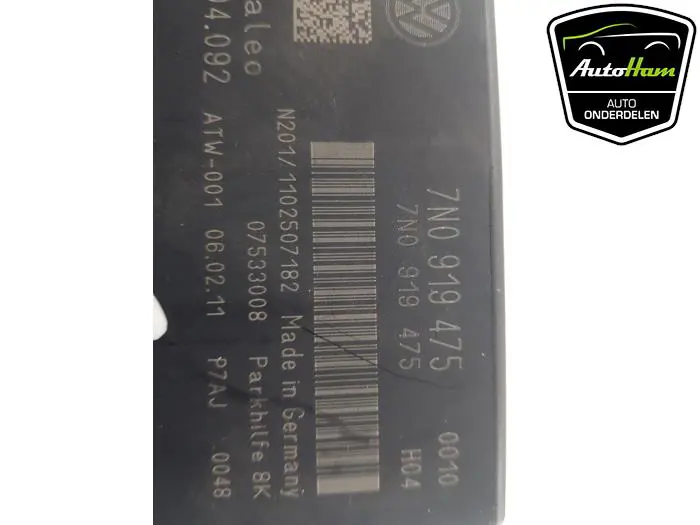 AutoHam
AUTO
ONDERDELEN
7N0 919 475 0010
7N0 919 475 H04
N201/1102507182 Made in Germany
aleo 07533008 Parkhilfe 8K
04.092 ATW-001 06.02.11 P7AJ 0048